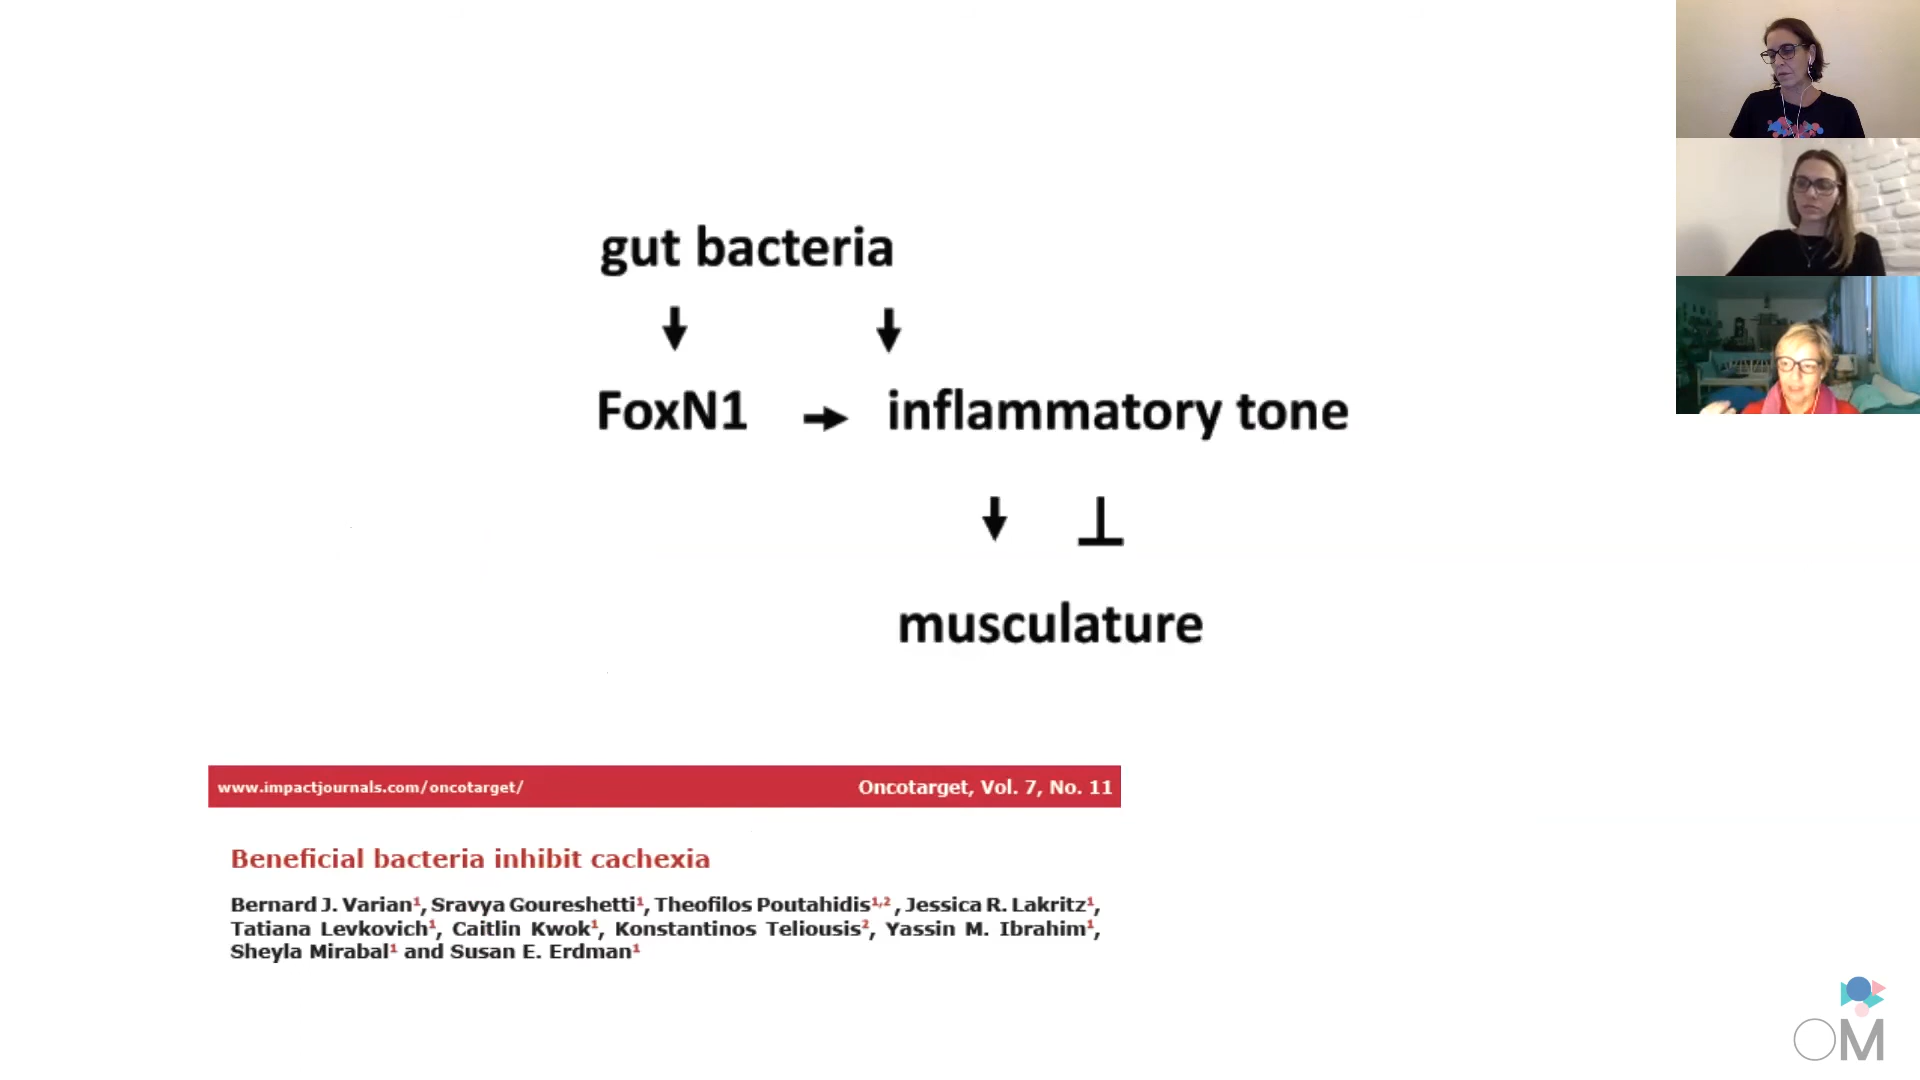 gut bacteria
FoxN1 inflammatory tone
musculature
www.impactjournals.com/oncotarget/ Oncotarget, Vol. 7, No. 11
Beneficial bacteria inhibit cachexia
Bernard J. Varian¹, Sravya Goureshetti¹, Theofilos Poutahidis¹,², Jessica R. Lakritz¹,
Tatiana Levkovich¹, Caitlin Kwok¹, Konstantinos Teliousis², Yassin M. Ibrahim¹,
Sheyla Mirabal¹ and Susan E. Erdman¹
OM